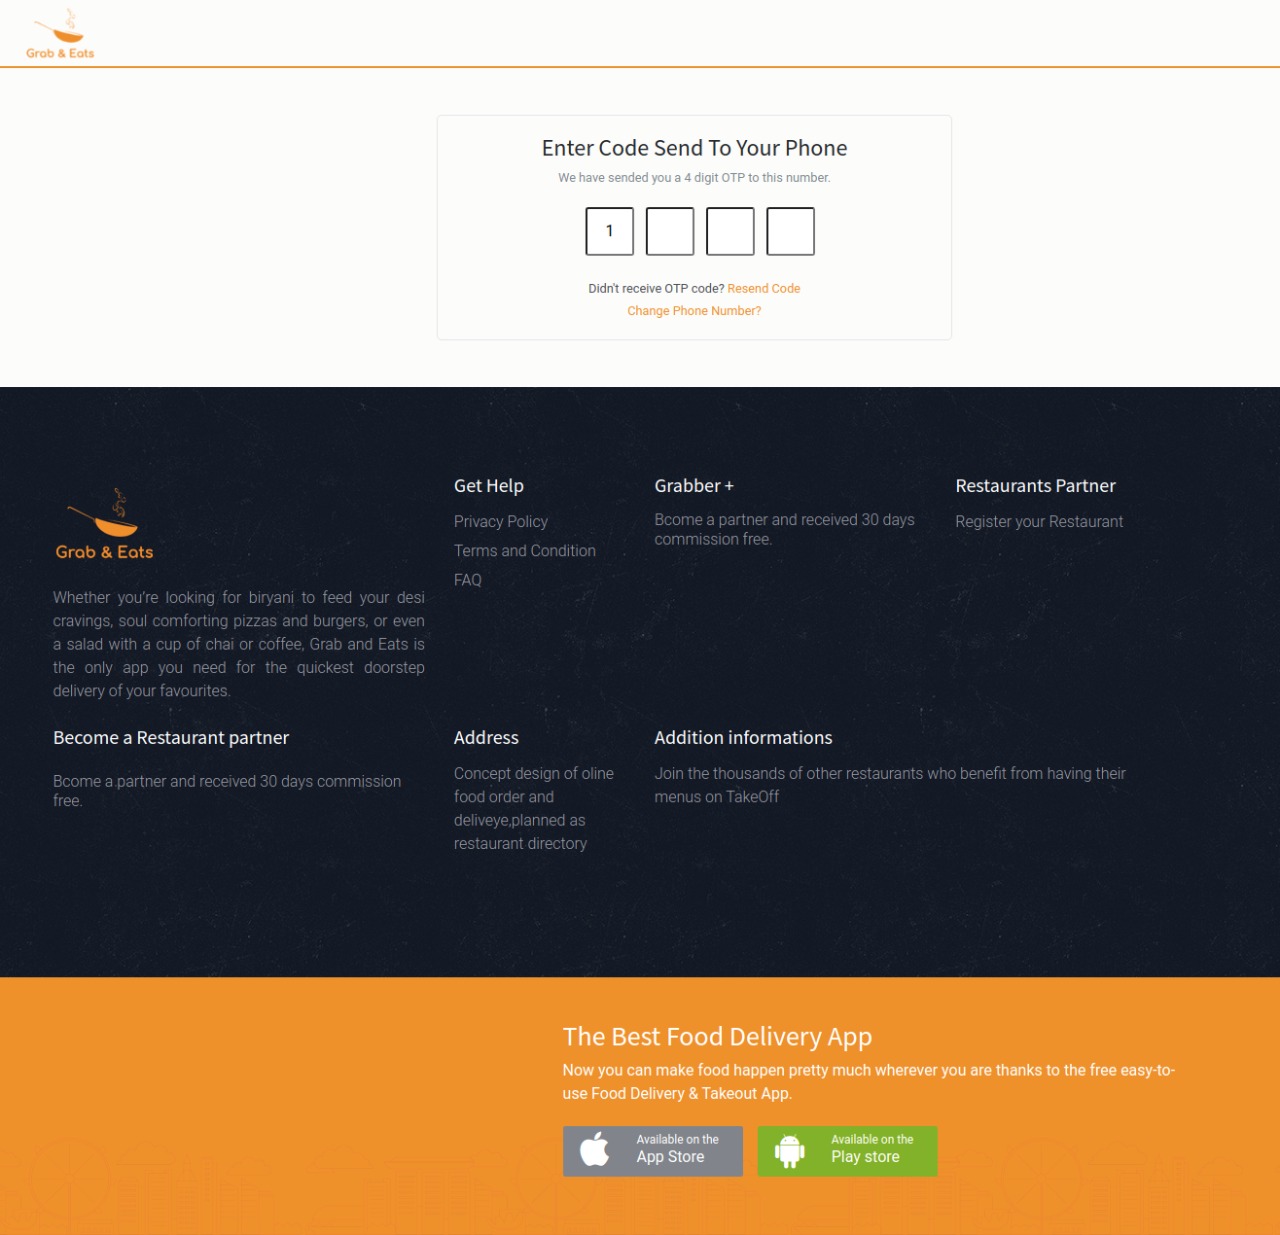 Grab & Eats
Enter Code Send To Your Phone
We have sended you a 4 digit OTP to this number.
1
Didn't receive OTP code? Resend Code
Change Phone Number?
Grab & Eats
Whether you're looking for biryani to feed your desi
cravings, soul comforting pizzas and burgers, or even
a salad with a cup of chai or coffee, Grab and Eats is
the only app you need for the quickest doorstep
delivery of your favourites.
Get Help
Privacy Policy
Terms and Condition
FAQ
Grabber +
Bcome a partner and received 30 days
commission free.
Restaurants Partner
Register your Restaurant
Become a Restaurant partner
Bcome a partner and received 30 days commission
free.
Address
Concept design of oline
food order and
deliveye,planned as
restaurant directory
Addition informations
Join the thousands of other restaurants who benefit from having their
menus on TakeOff
The Best Food Delivery App
Now you can make food happen pretty much wherever you are thanks to the free easy-to-
use Food Delivery & Takeout App.
Available on the
App Store
Available on the
Play store